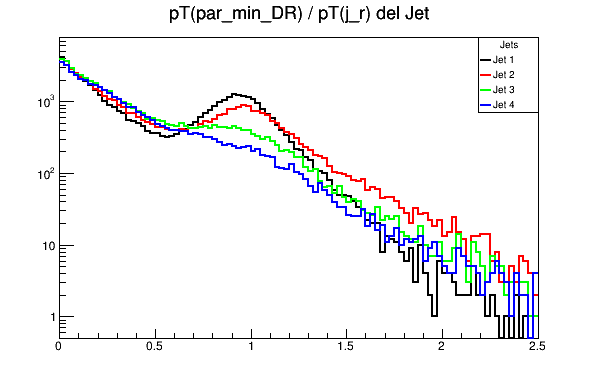 pT(par_min_DR) / pT(j_r) del Jet
Jets
Jet 1
Jet 2
Jet 3
Jet 4
10³
10²
10
1
0 0.5 1 1.5 2 2.5